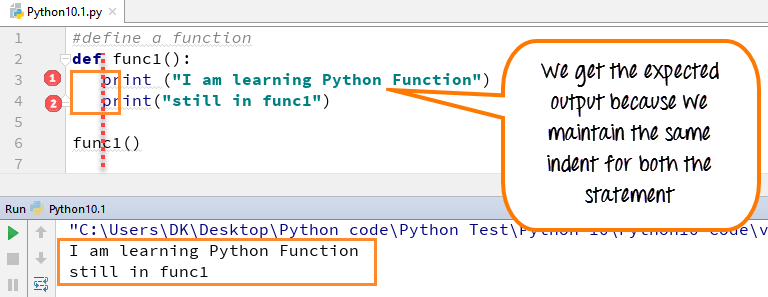 Python10.1.py ×
1 #define a function
2 def func1():
1 3 print ("I am learning Python Function")
2 4 print("still in func1")
5
6 func1()
7
We get the expected
output because we
maintain the same
indent for both the
statement
Run Python10.1
"C:\Users\DK\Desktop\Python code\Python Test\Python 10\Python10 Code\v
I am learning Python Function
still in func1